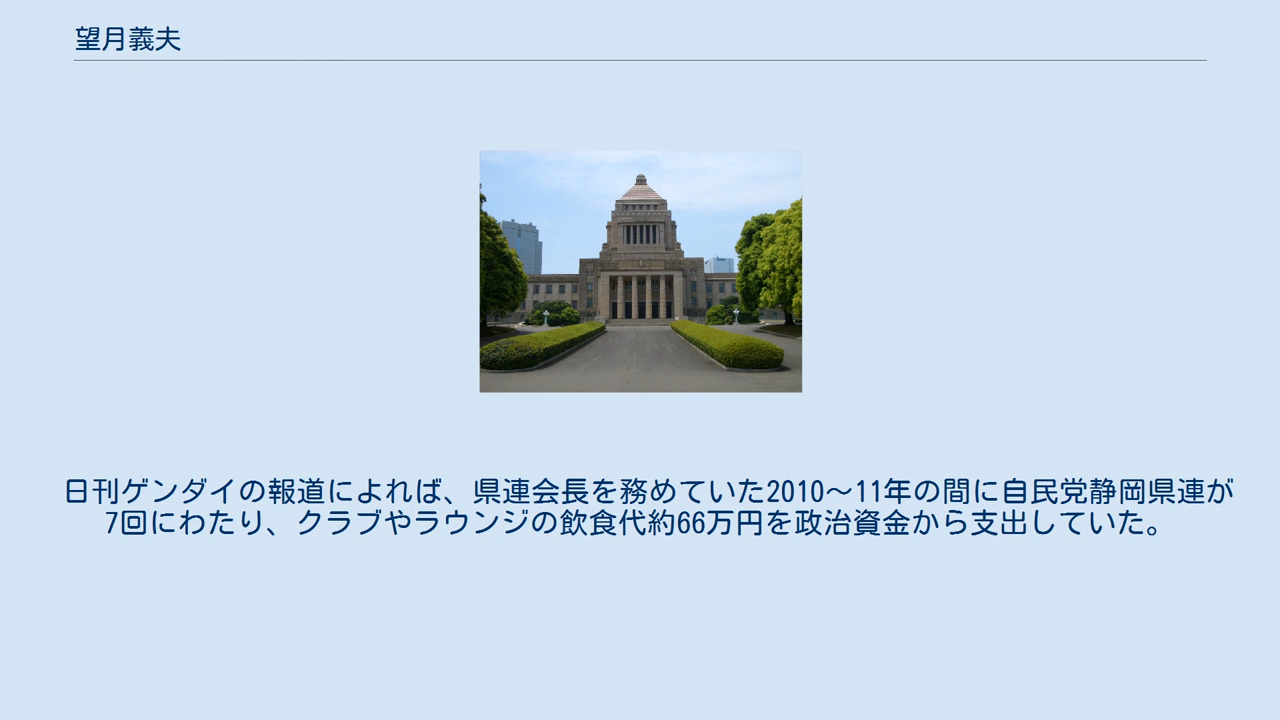 望月義夫
日刊ゲンダイの報道によれば、県連会長を務めていた2010～11年の間に自民党静岡県連が
7回にわたり、クラブやラウンジの飲食代約66万円を政治資金から支出していた。